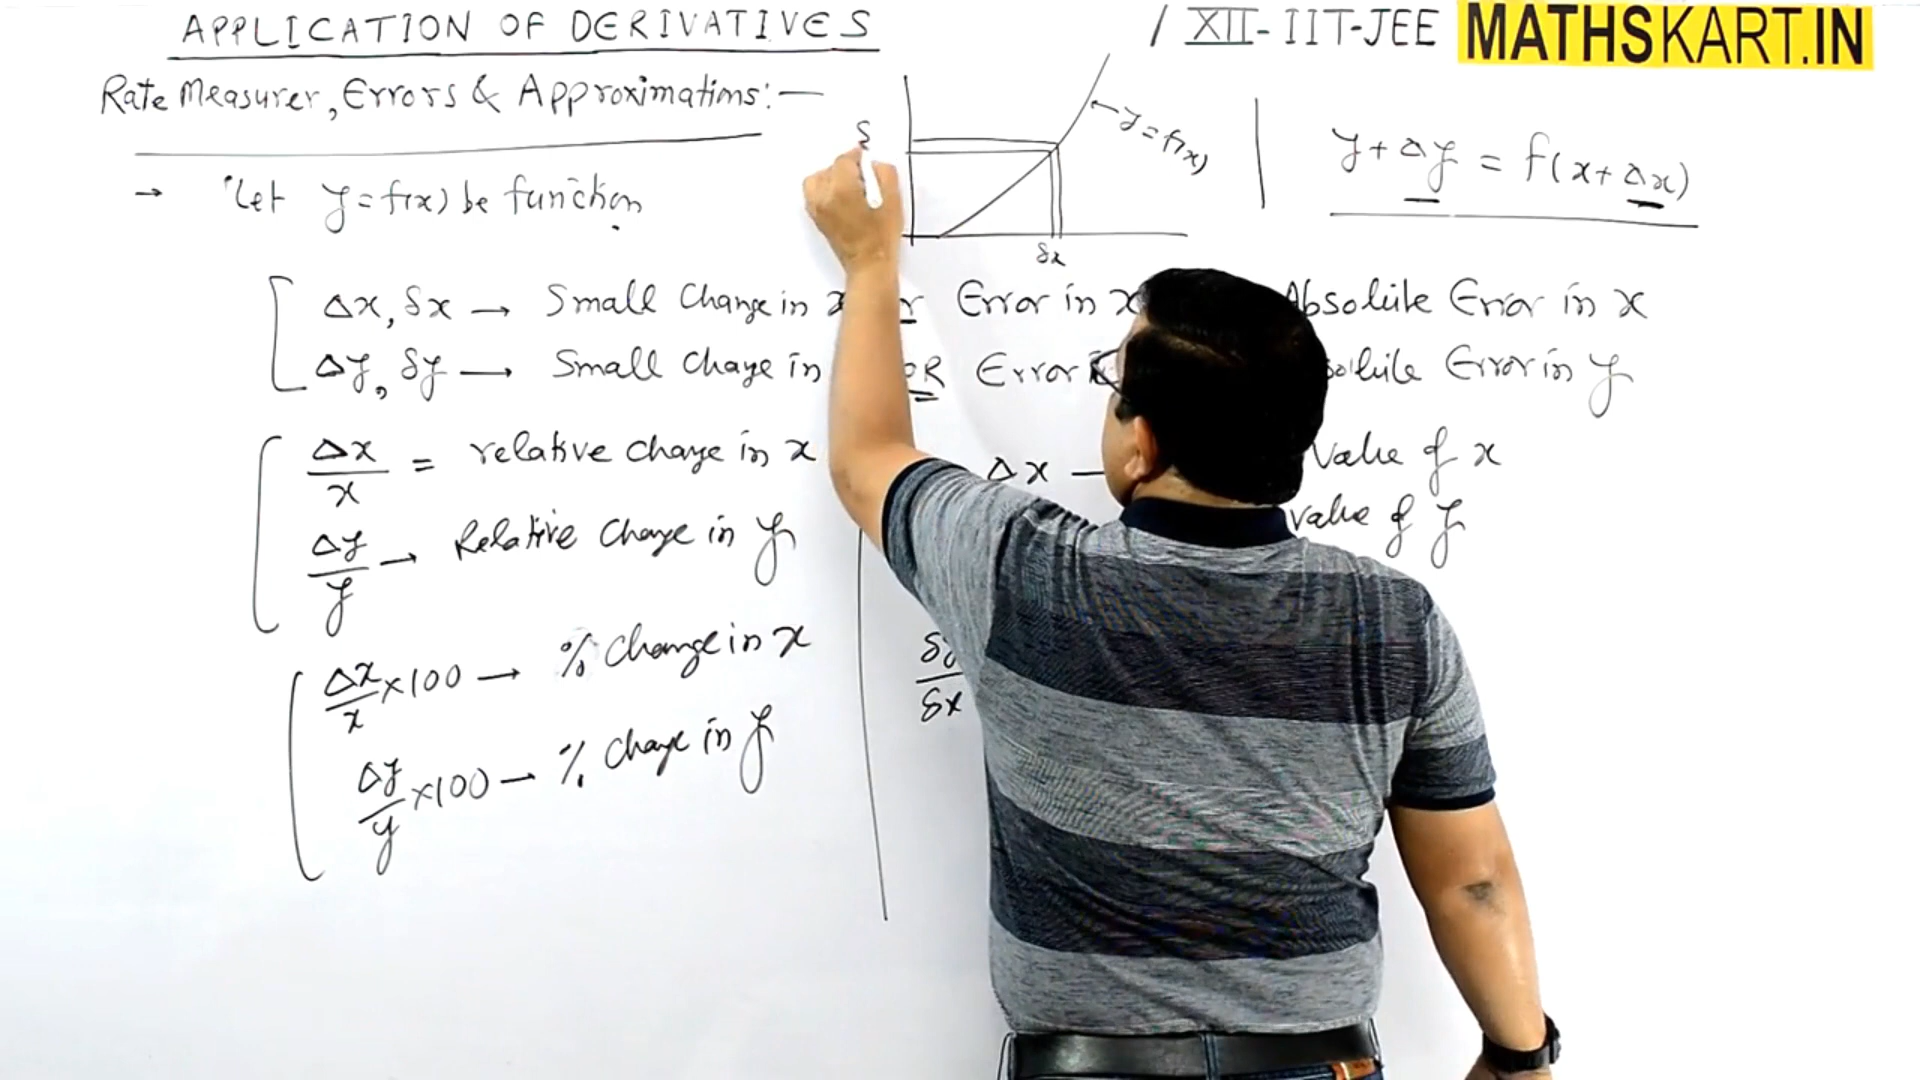 APPLICATION OF DERIVATIVES
/ XII-IIT-JEE
MATHSKART.IN
Rate Measurer, Errors & Approximations:—
→ Let y = f(x) be function.
δ
y = f(x)
δx
y + Δy = f(x + Δx)
Δx, δx → Small Change in x or Error in x Absolute Error in x
Δy, δy → Small Change in OR Error Error in y
Δx/x = relative change in x
Δx — Value of x
Δy/y → Relative Change in y
value of y
Δx/x × 100 → % Change in x
δy/δx
Δy/y × 100 — % Change in y